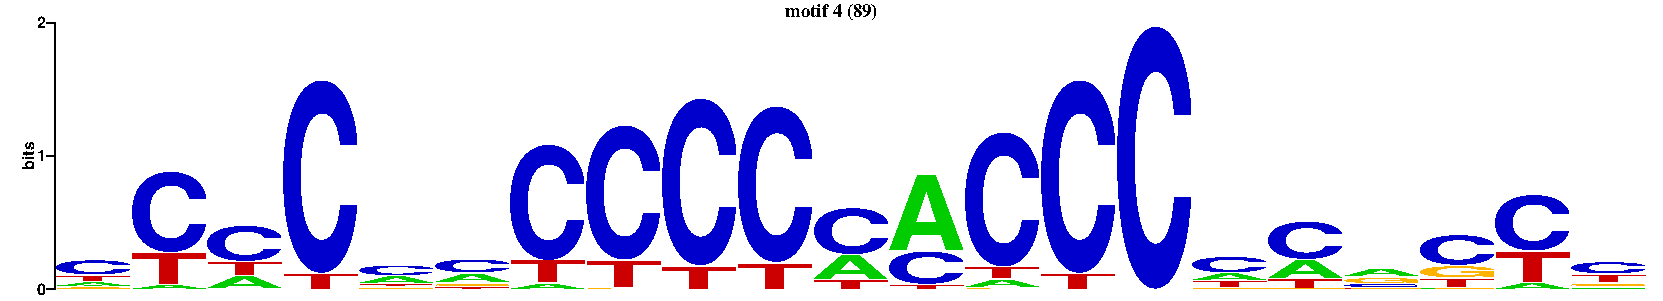 motif 4 (89)
2
bits
1
0
C C C C C C C C C C C A C C C C C A C C C
T T T T A A T T T T A C T T A A G G T T
A A A T A T T A T T C T A